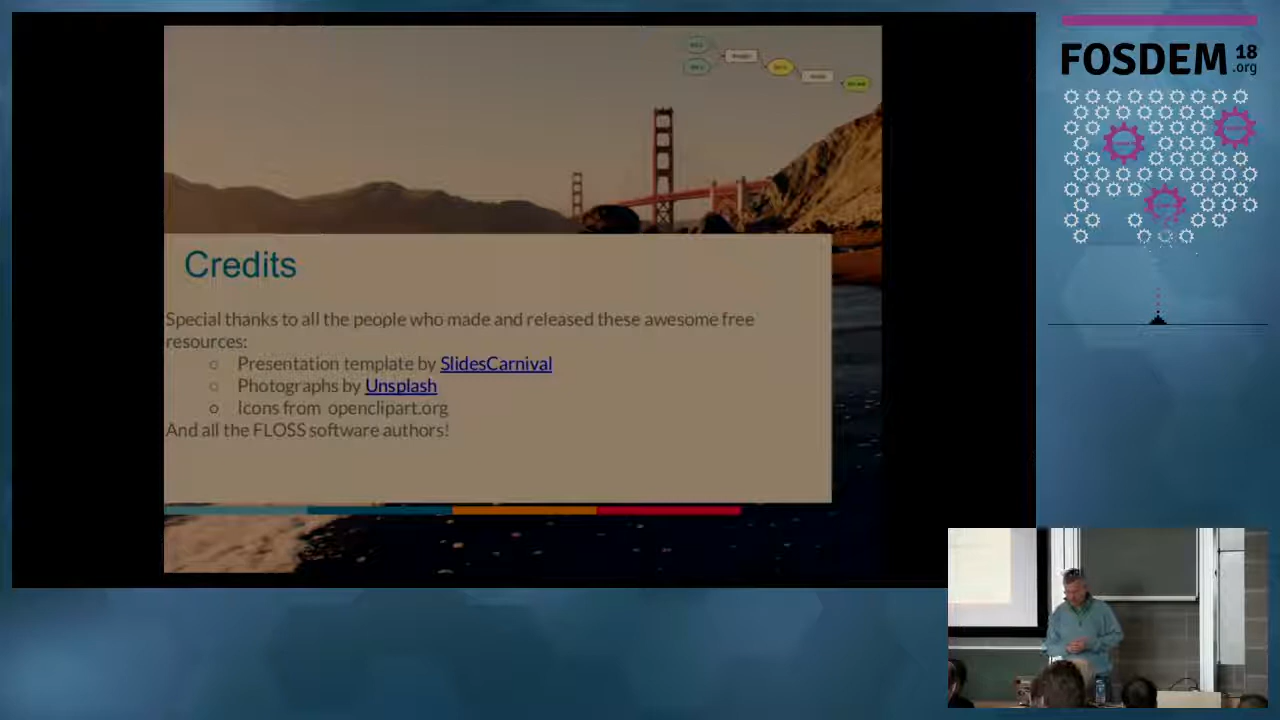 FOSDEM 18
.org
Credits
Special thanks to all the people who made and released these awesome free
resources:
Presentation template by SlidesCarnival
Photographs by Unsplash
Icons from openclipart.org
And all the FLOSS software authors!